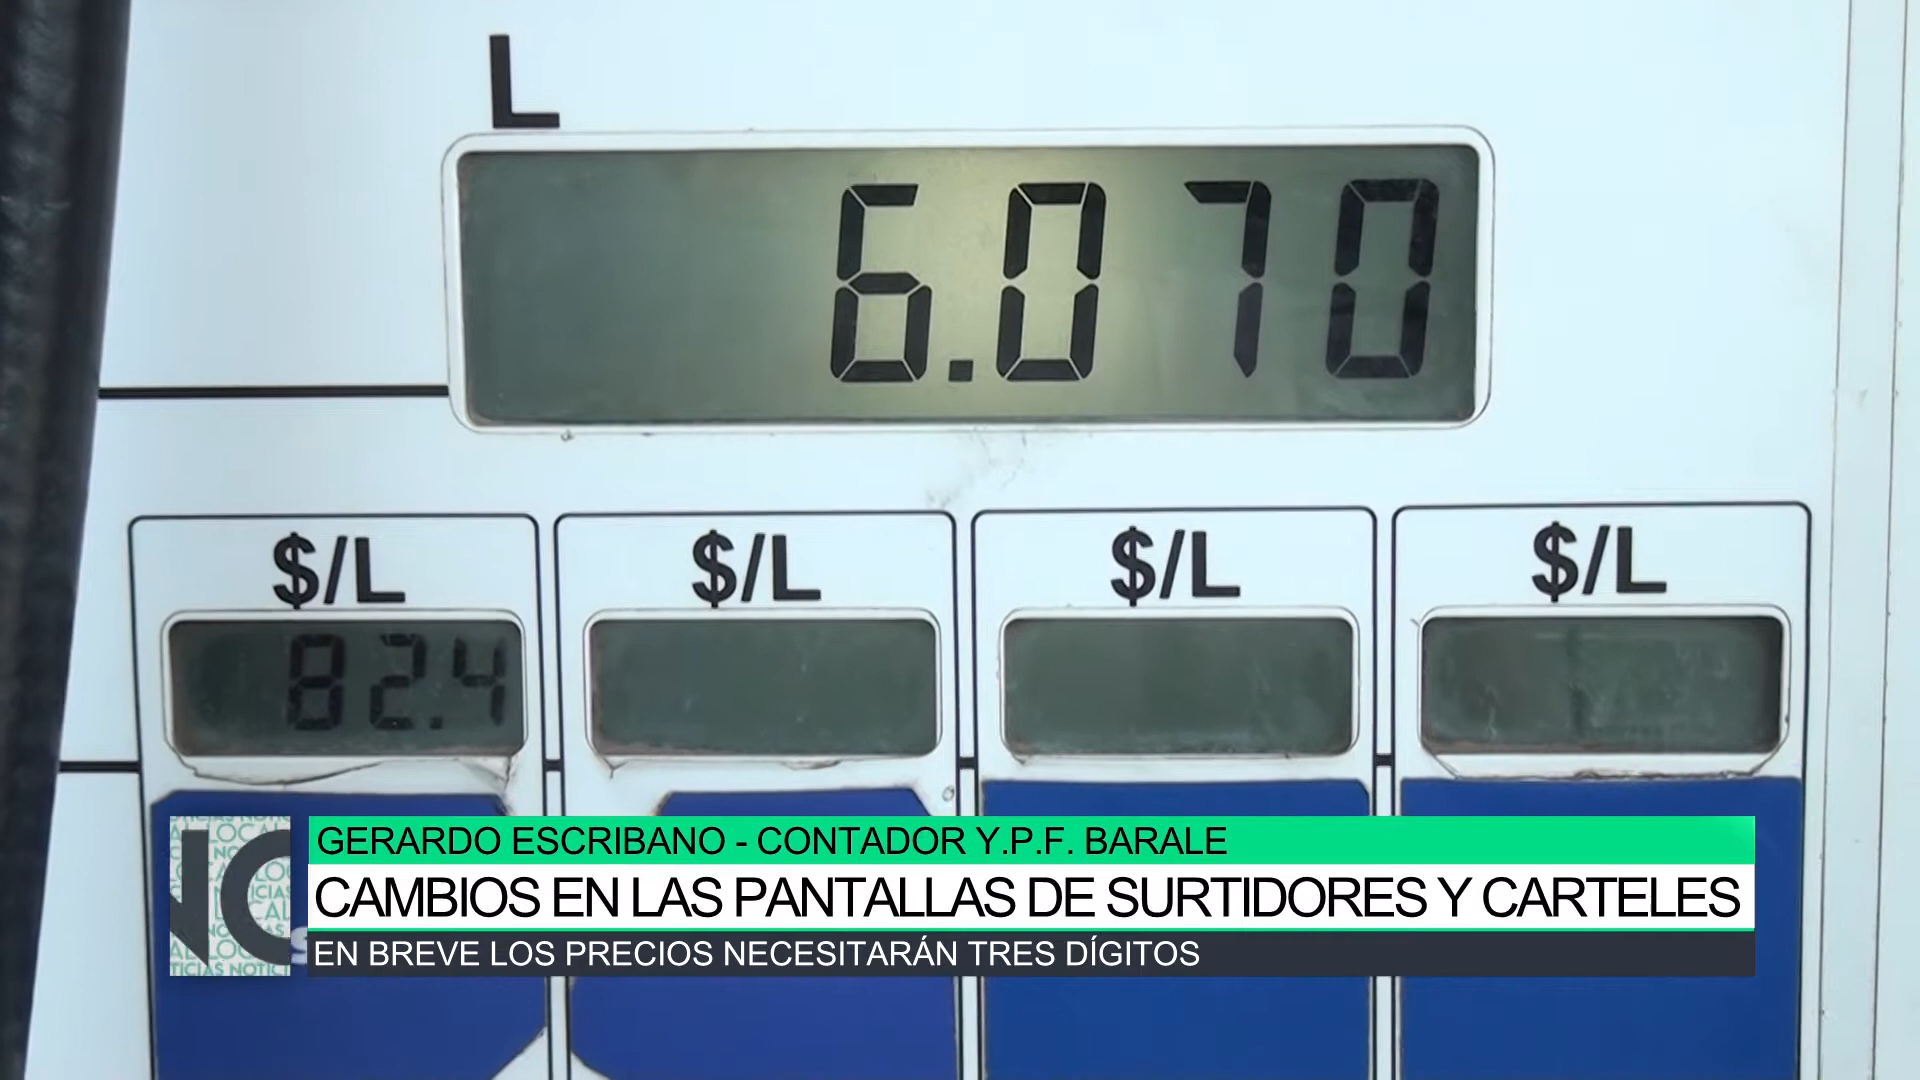 L
6.070
$/L $/L $/L $/L
82.4
GERARDO ESCRIBANO - CONTADOR Y.P.F. BARALE
CAMBIOS EN LAS PANTALLAS DE SURTIDORES Y CARTELES
EN BREVE LOS PRECIOS NECESITARÁN TRES DÍGITOS